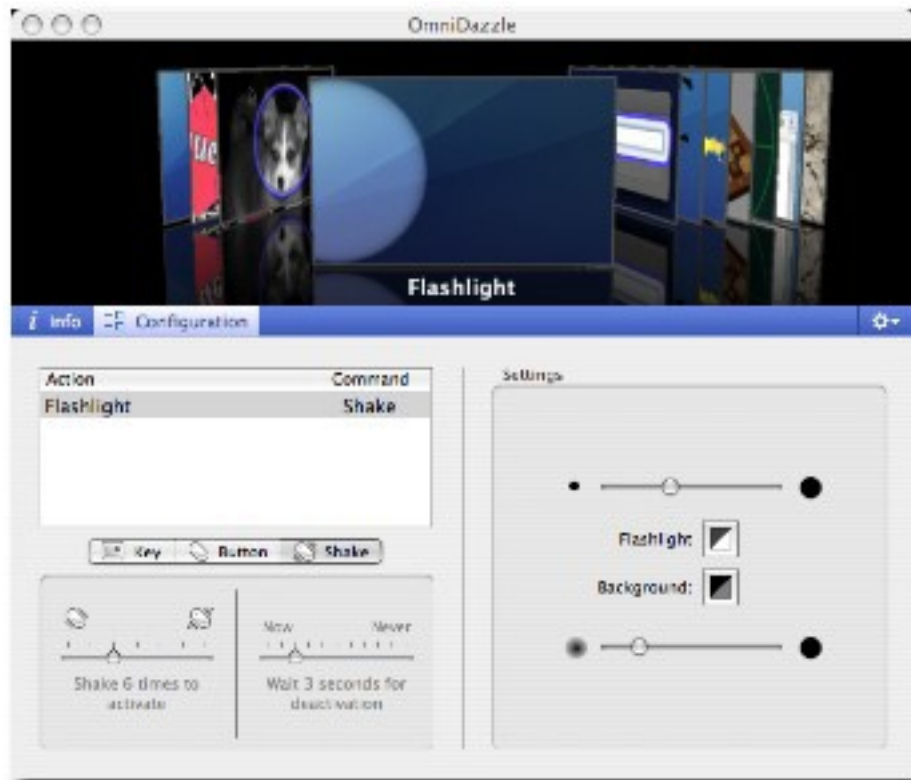 OmniDazzle
Flashlight
i Info Configuration
Action Command
Flashlight Shake
Key Button Shake
Now Never
Shake 6 times to
activate
Wait 3 seconds for
deactivation
Settings
Flashlight
Background: